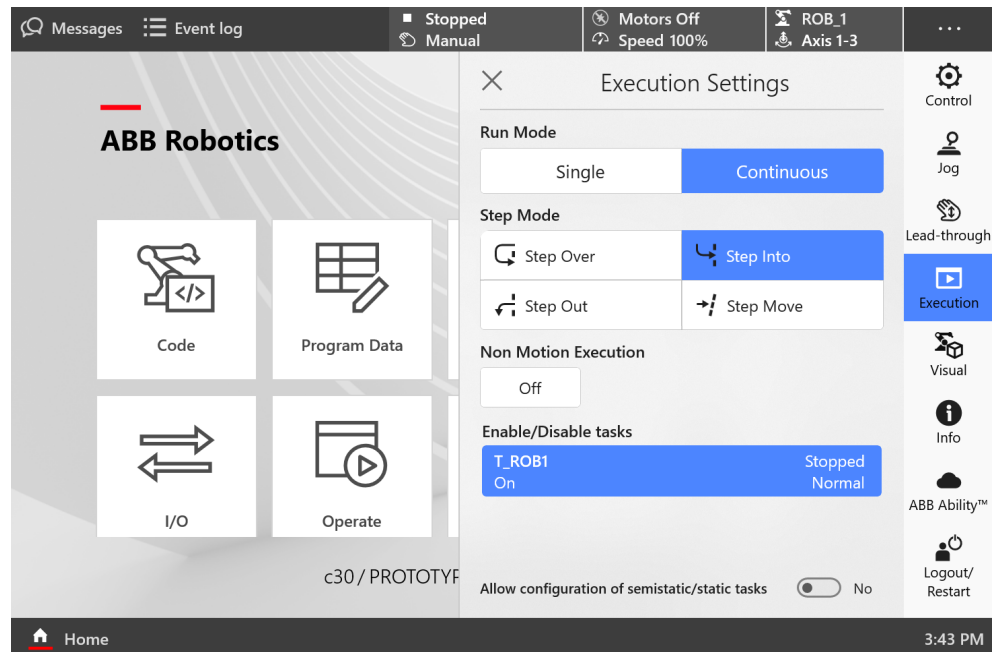 Messages
Event log
Stopped
Manual
Motors Off
Speed 100%
ROB_1
Axis 1-3
...
ABB Robotics
</>
Code
Program Data
I/O
Operate
c30 / PROTOTYP
Execution Settings
Run Mode
Single
Continuous
Step Mode
Step Over
Step Into
Step Out
Step Move
Non Motion Execution
Off
Enable/Disable tasks
T_ROB1
Stopped
On
Normal
Allow configuration of semistatic/static tasks
No
Control
Jog
Lead-through
Execution
Visual
Info
ABB Ability™
Logout/
Restart
Home
3:43 PM